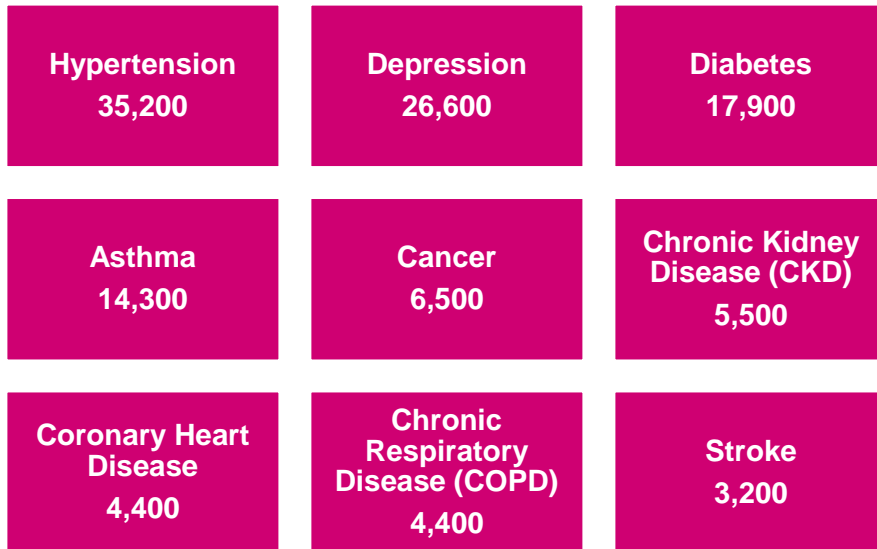 Hypertension
35,200
Depression
26,600
Diabetes
17,900
Asthma
14,300
Cancer
6,500
Chronic Kidney
Disease (CKD)
5,500
Coronary Heart
Disease
4,400
Chronic
Respiratory
Disease (COPD)
4,400
Stroke
3,200